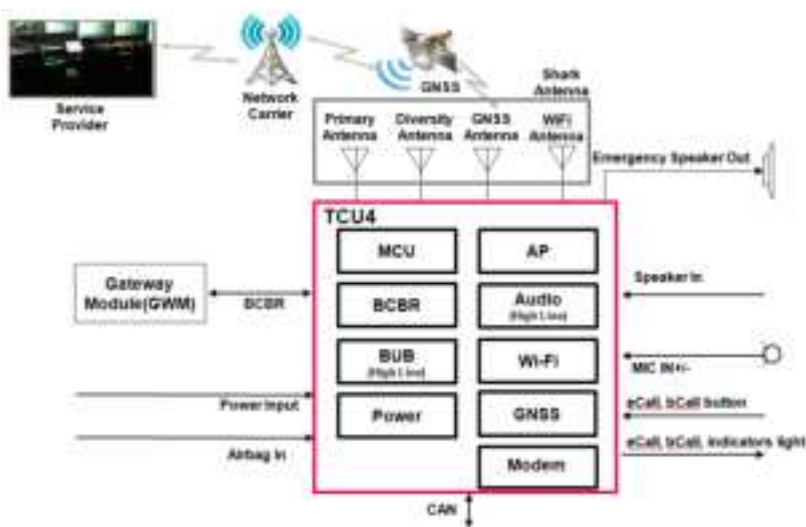 Service
Provider
Network
Carrier
GNSS
Shark
Antenna
Primary
Antenna
Diversity
Antenna
GNSS
Antenna
WiFi
Antenna
Emergency Speaker Out
TCU4
MCU
AP
Gateway
Module(GWM)
BCBR
BCBR
Audio
(High Line)
Speaker In
BUB
(High Line)
Wi-Fi
MIC IN+/-
Power Input
Power
GNSS
eCall, bCall button
Airbag In
Modem
eCall, bCall, indicators light
CAN